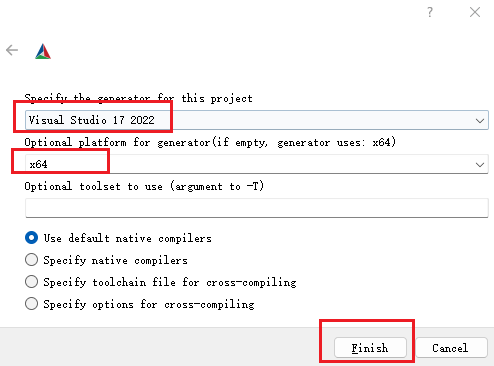 ?
Specify the generator for this project
Visual Studio 17 2022
Optional platform for generator(if empty, generator uses: x64)
x64
Optional toolset to use (argument to -T)
Use default native compilers
Specify native compilers
Specify toolchain file for cross-compiling
Specify options for cross-compiling
Finish
Cancel